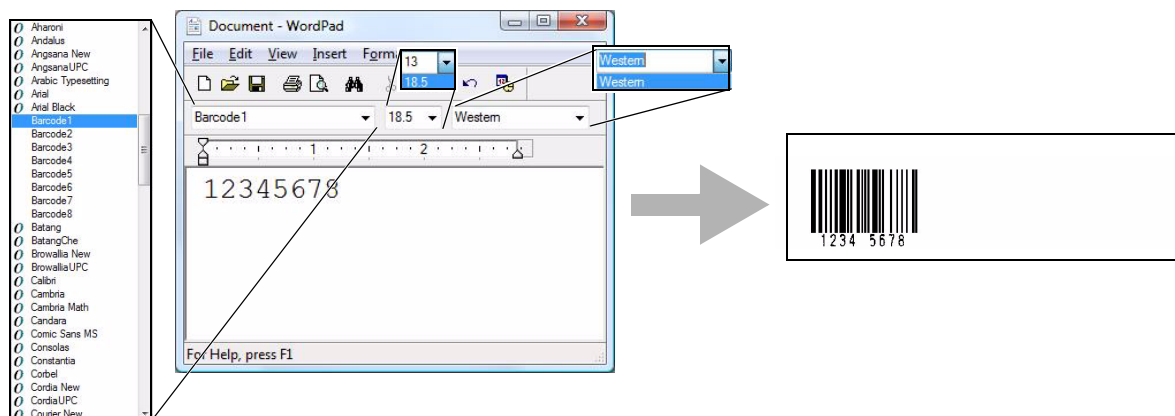 Aharoni
Andalus
Angsana New
AngsanaUPC
Arabic Typesetting
Arial
Arial Black
Barcode1
Barcode2
Barcode3
Barcode4
Barcode5
Barcode6
Barcode7
Barcode8
Batang
BatangChe
Browallia New
BrowalliaUPC
Calibri
Cambria
Cambria Math
Candara
Comic Sans MS
Consolas
Constantia
Corbel
Cordia New
CordiaUPC
Courier New
Document - WordPad
File Edit View Insert Form
13
18.5
Western
Western
Barcode1 18.5 Western
1 2
12345678
For Help, press F1
1234 5678